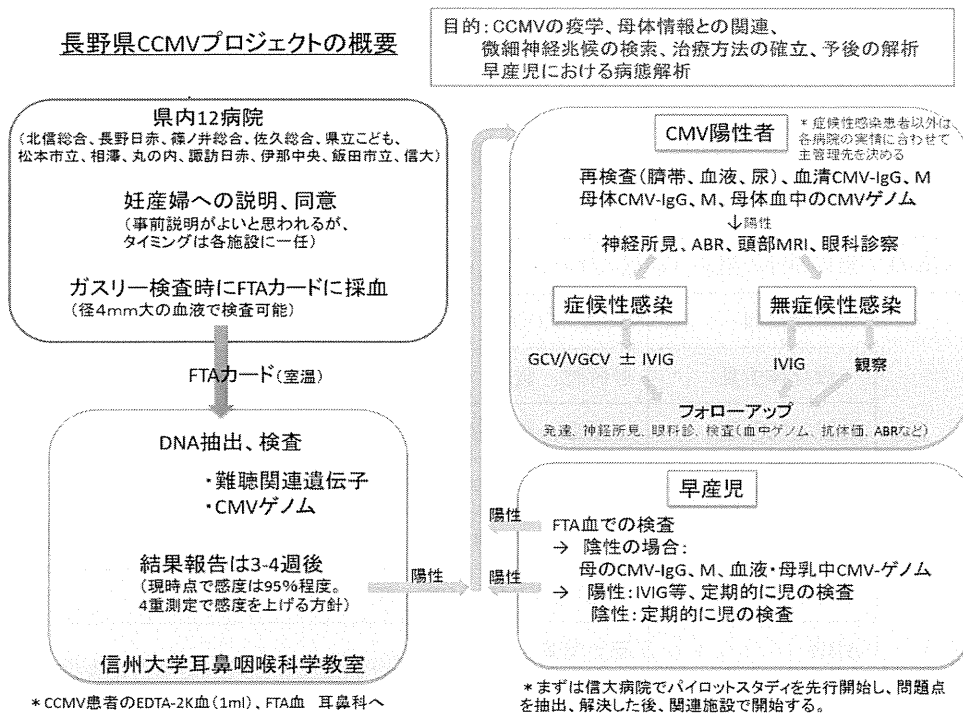 長野県CCMVプロジェクトの概要
目的：CCMVの疫学、母体情報との関連、
微細神経兆候の検索、治療方法の確立、予後の解析
早産児における病態解析
県内12病院
（北信総合、長野日赤、篠ノ井総合、佐久総合、県立こども、
松本市立、相澤、丸の内、諏訪日赤、伊那中央、飯田市立、信大）
妊産婦への説明、同意
（事前説明がよいと思われるが、
タイミングは各施設に一任）
ガスリー検査時にFTAカードに採血
（径4mm大の血液で検査可能）
FTAカード（室温）
DNA抽出、検査
・難聴関連遺伝子
・CMVゲノム
結果報告は3-4週後
（現時点で感度は95%程度。
4重測定で感度を上げる方針）
信州大学耳鼻咽喉科学教室
＊CCMV患者のEDTA-2K血（1ml）、FTA血　耳鼻科へ
陽性
CMV陽性者
＊症候性感染患者以外は
各病院の実情に合わせて
主管理先を決める
再検査（臍帯、血液、尿）、血清CMV-IgG、M
母体CMV-IgG、M、母体血中のCMVゲノム
↓陽性
神経所見、ABR、頭部MRI、眼科診察
症候性感染
無症候性感染
GCV/VGCV ± IVIG
IVIG
観察
フォローアップ
発達、神経所見、眼科診、検査（血中ゲノム、抗体価、ABRなど）
早産児
陽性
FTA血での検査
→ 陰性の場合：
母のCMV-IgG、M、血液・母乳中CMV-ゲノム
陽性
→ 陽性：IVIG等、定期的に児の検査
陰性：定期的に児の検査
＊まずは信大病院でパイロットスタディを先行開始し、問題点
を抽出、解決した後、関連施設で開始する。